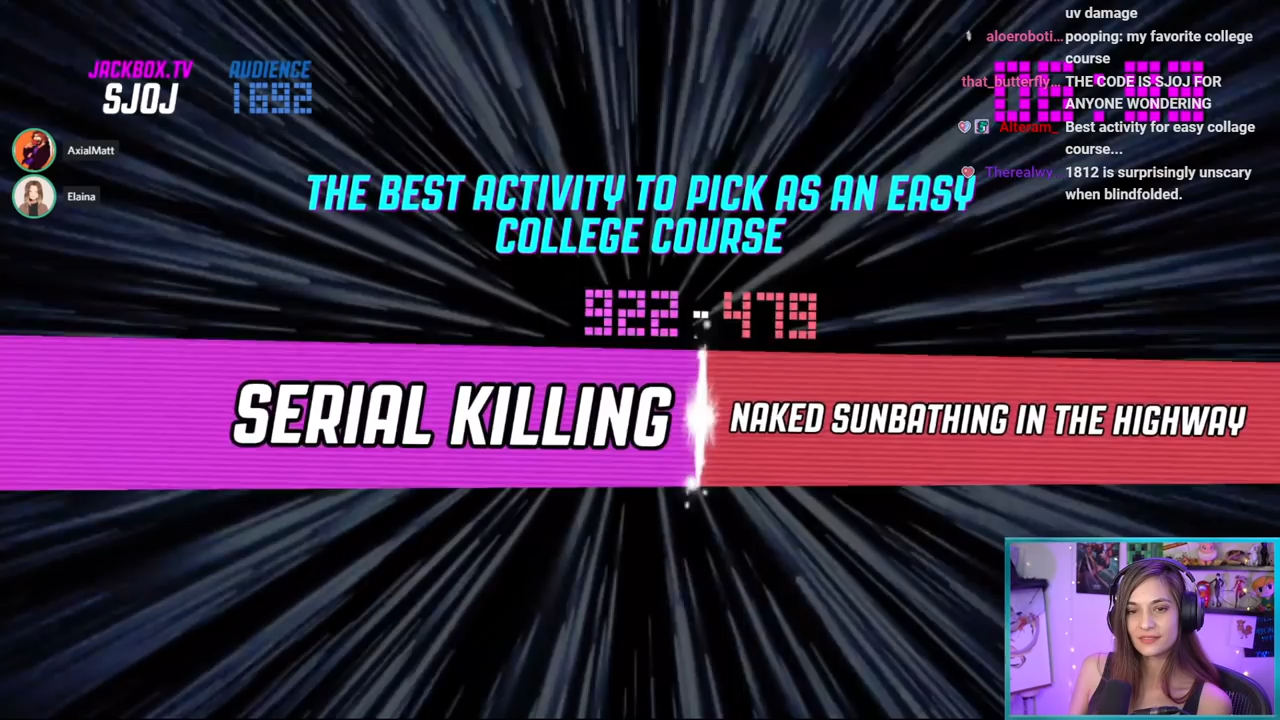 JACKBOX.TV
SJOJ
AUDIENCE
1692
AxialMatt
Elaina
uv damage
aloeroboti... pooping: my favorite college
course
that_butterfly... THE CODE IS SJOJ FOR
ANYONE WONDERING
Alteram_ Best activity for easy collage
course...
Therealwy 1812 is surprisingly unscary
when blindfolded.
THE BEST ACTIVITY TO PICK AS AN EASY
COLLEGE COURSE
922 - 479
SERIAL KILLING
NAKED SUNBATHING IN THE HIGHWAY